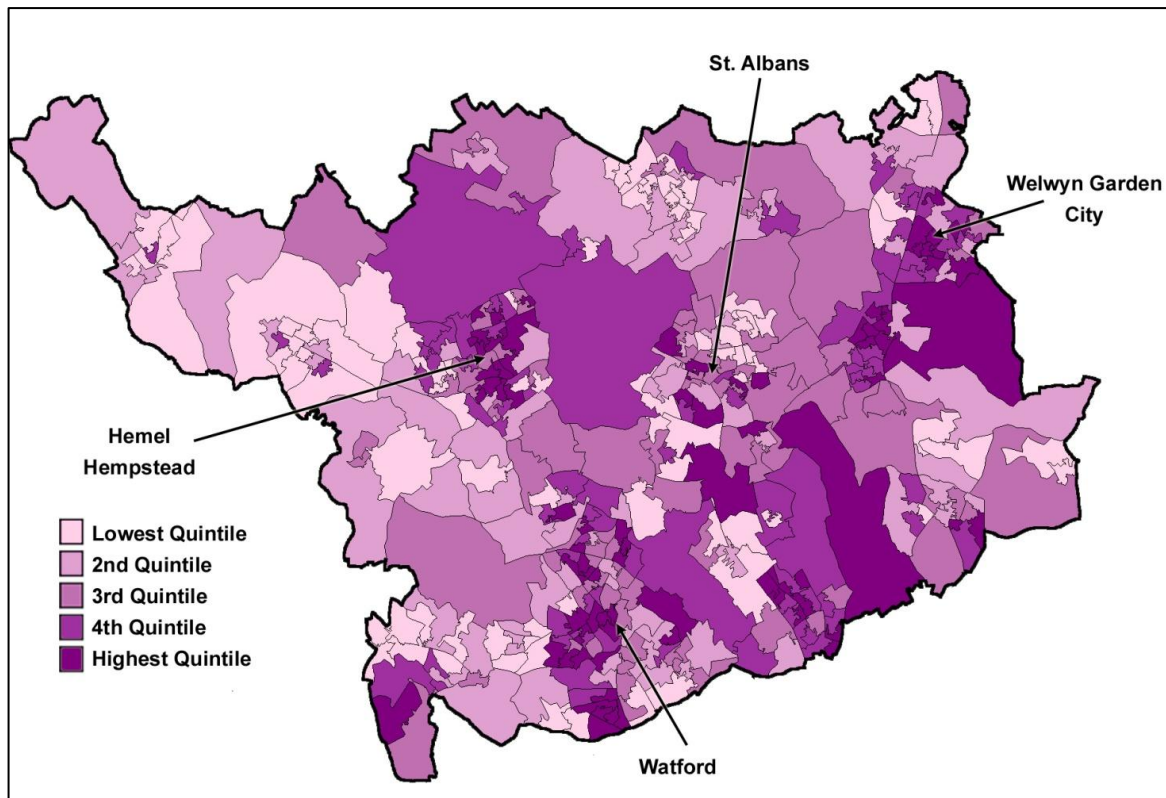 St. Albans
Welwyn Garden
City
Hemel
Hempstead
Lowest Quintile
2nd Quintile
3rd Quintile
4th Quintile
Highest Quintile
Watford